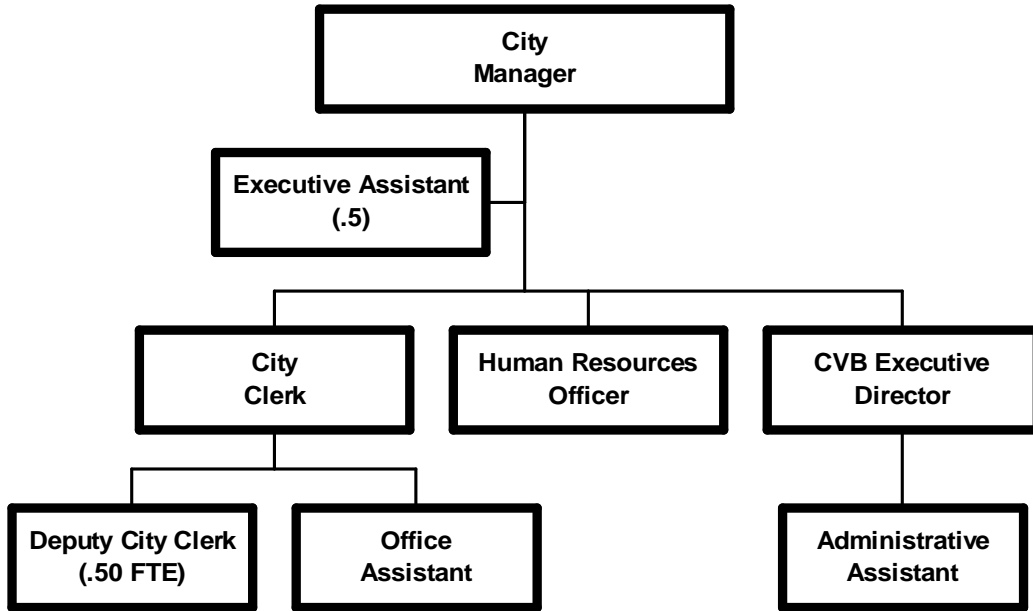 City
Manager
Executive Assistant
(.5)
City
Clerk
Human Resources
Officer
CVB Executive
Director
Deputy City Clerk
(.50 FTE)
Office
Assistant
Administrative
Assistant